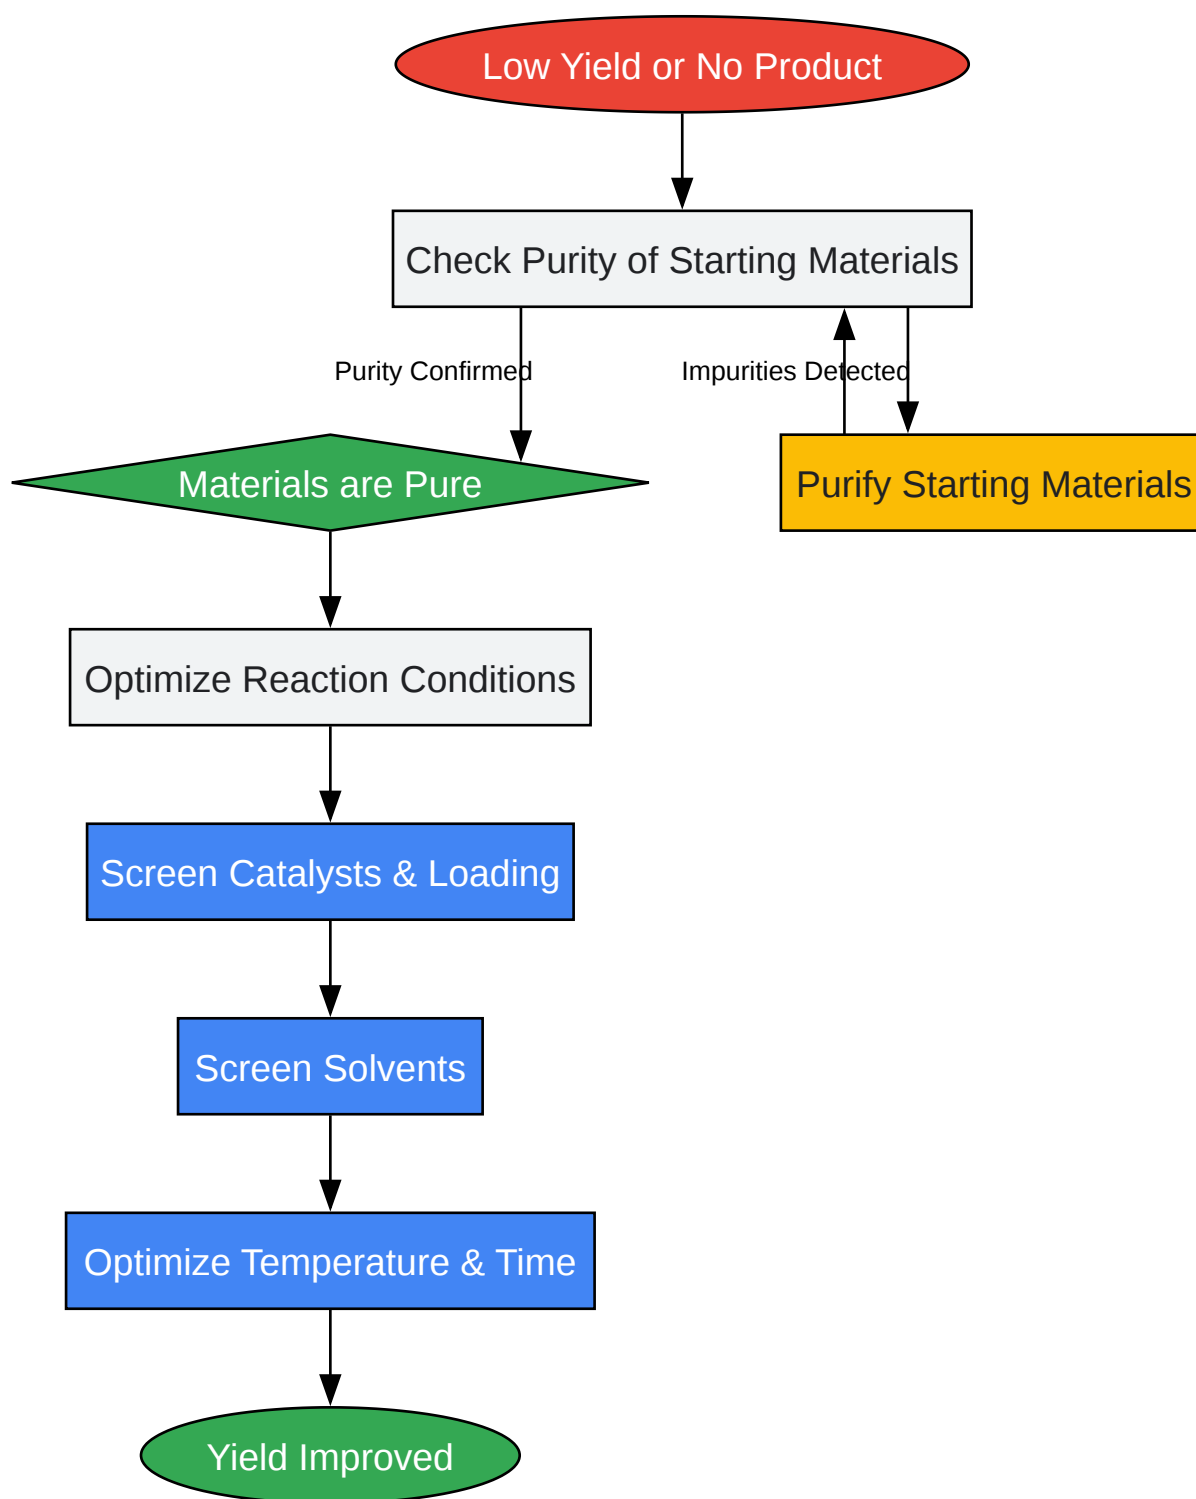 Low Yield or No Product
Check Purity of Starting Materials
Purity Confirmed
Impurities Detected
Materials are Pure
Purify Starting Materials
Optimize Reaction Conditions
Screen Catalysts & Loading
Screen Solvents
Optimize Temperature & Time
Yield Improved